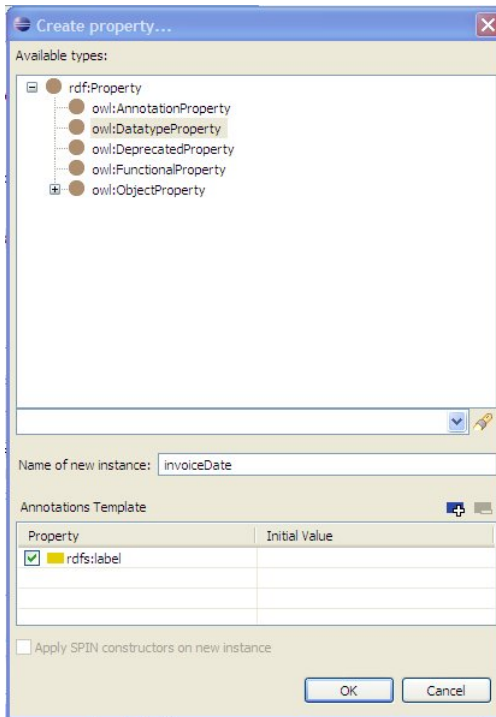 Create property...
Available types:
rdf:Property
owl:AnnotationProperty
owl:DatatypeProperty
owl:DeprecatedProperty
owl:FunctionalProperty
owl:ObjectProperty
Name of new instance: invoiceDate
Annotations Template
Property Initial Value
rdfs:label
Apply SPIN constructors on new instance
OK Cancel